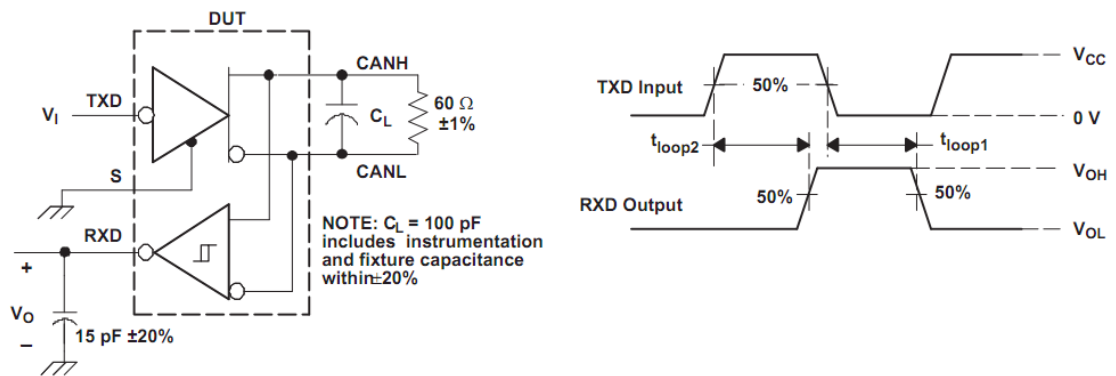 DUT
CANH
TXD
V_I
C_L
60 Ω
±1%
S
CANL
RXD
NOTE: C_L = 100 pF
includes instrumentation
and fixture capacitance
within±20%
+
V_O
15 pF ±20%
−
V_CC
TXD Input
50%
0 V
t_loop2
t_loop1
V_OH
50%
50%
RXD Output
V_OL